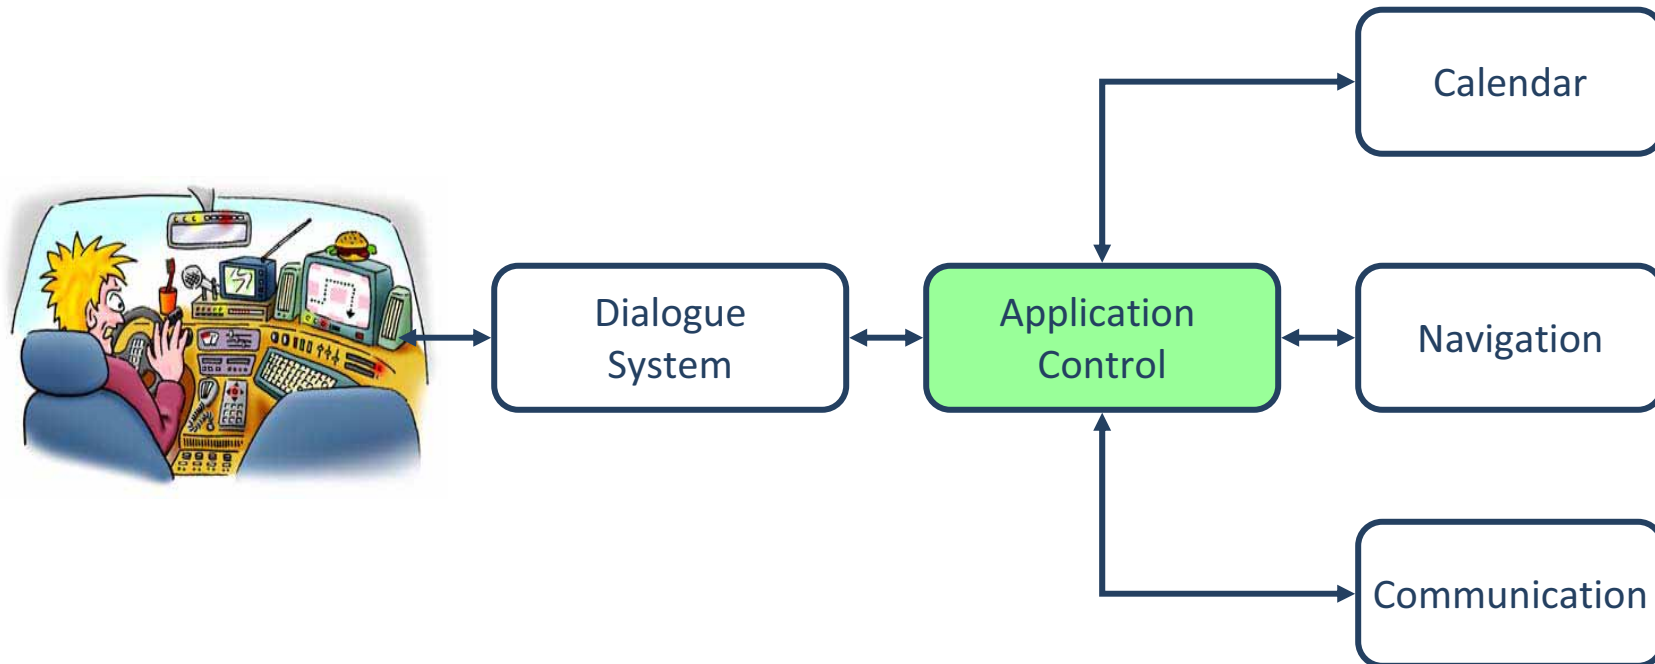 Calendar
Dialogue
System
Application
Control
Navigation
Communication